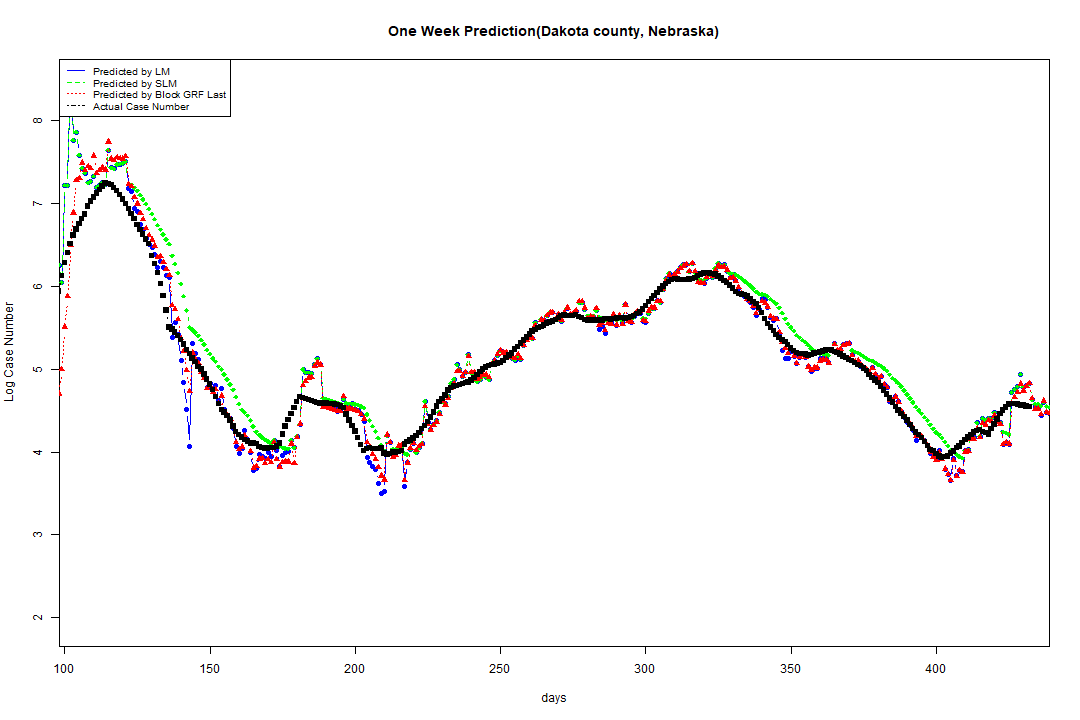 One Week Prediction(Dakota county, Nebraska)
Predicted by LM
Predicted by SLM
Predicted by Block GRF Last
Actual Case Number
Log Case Number
8
7
6
5
4
3
2
100 150 200 250 300 350 400
days